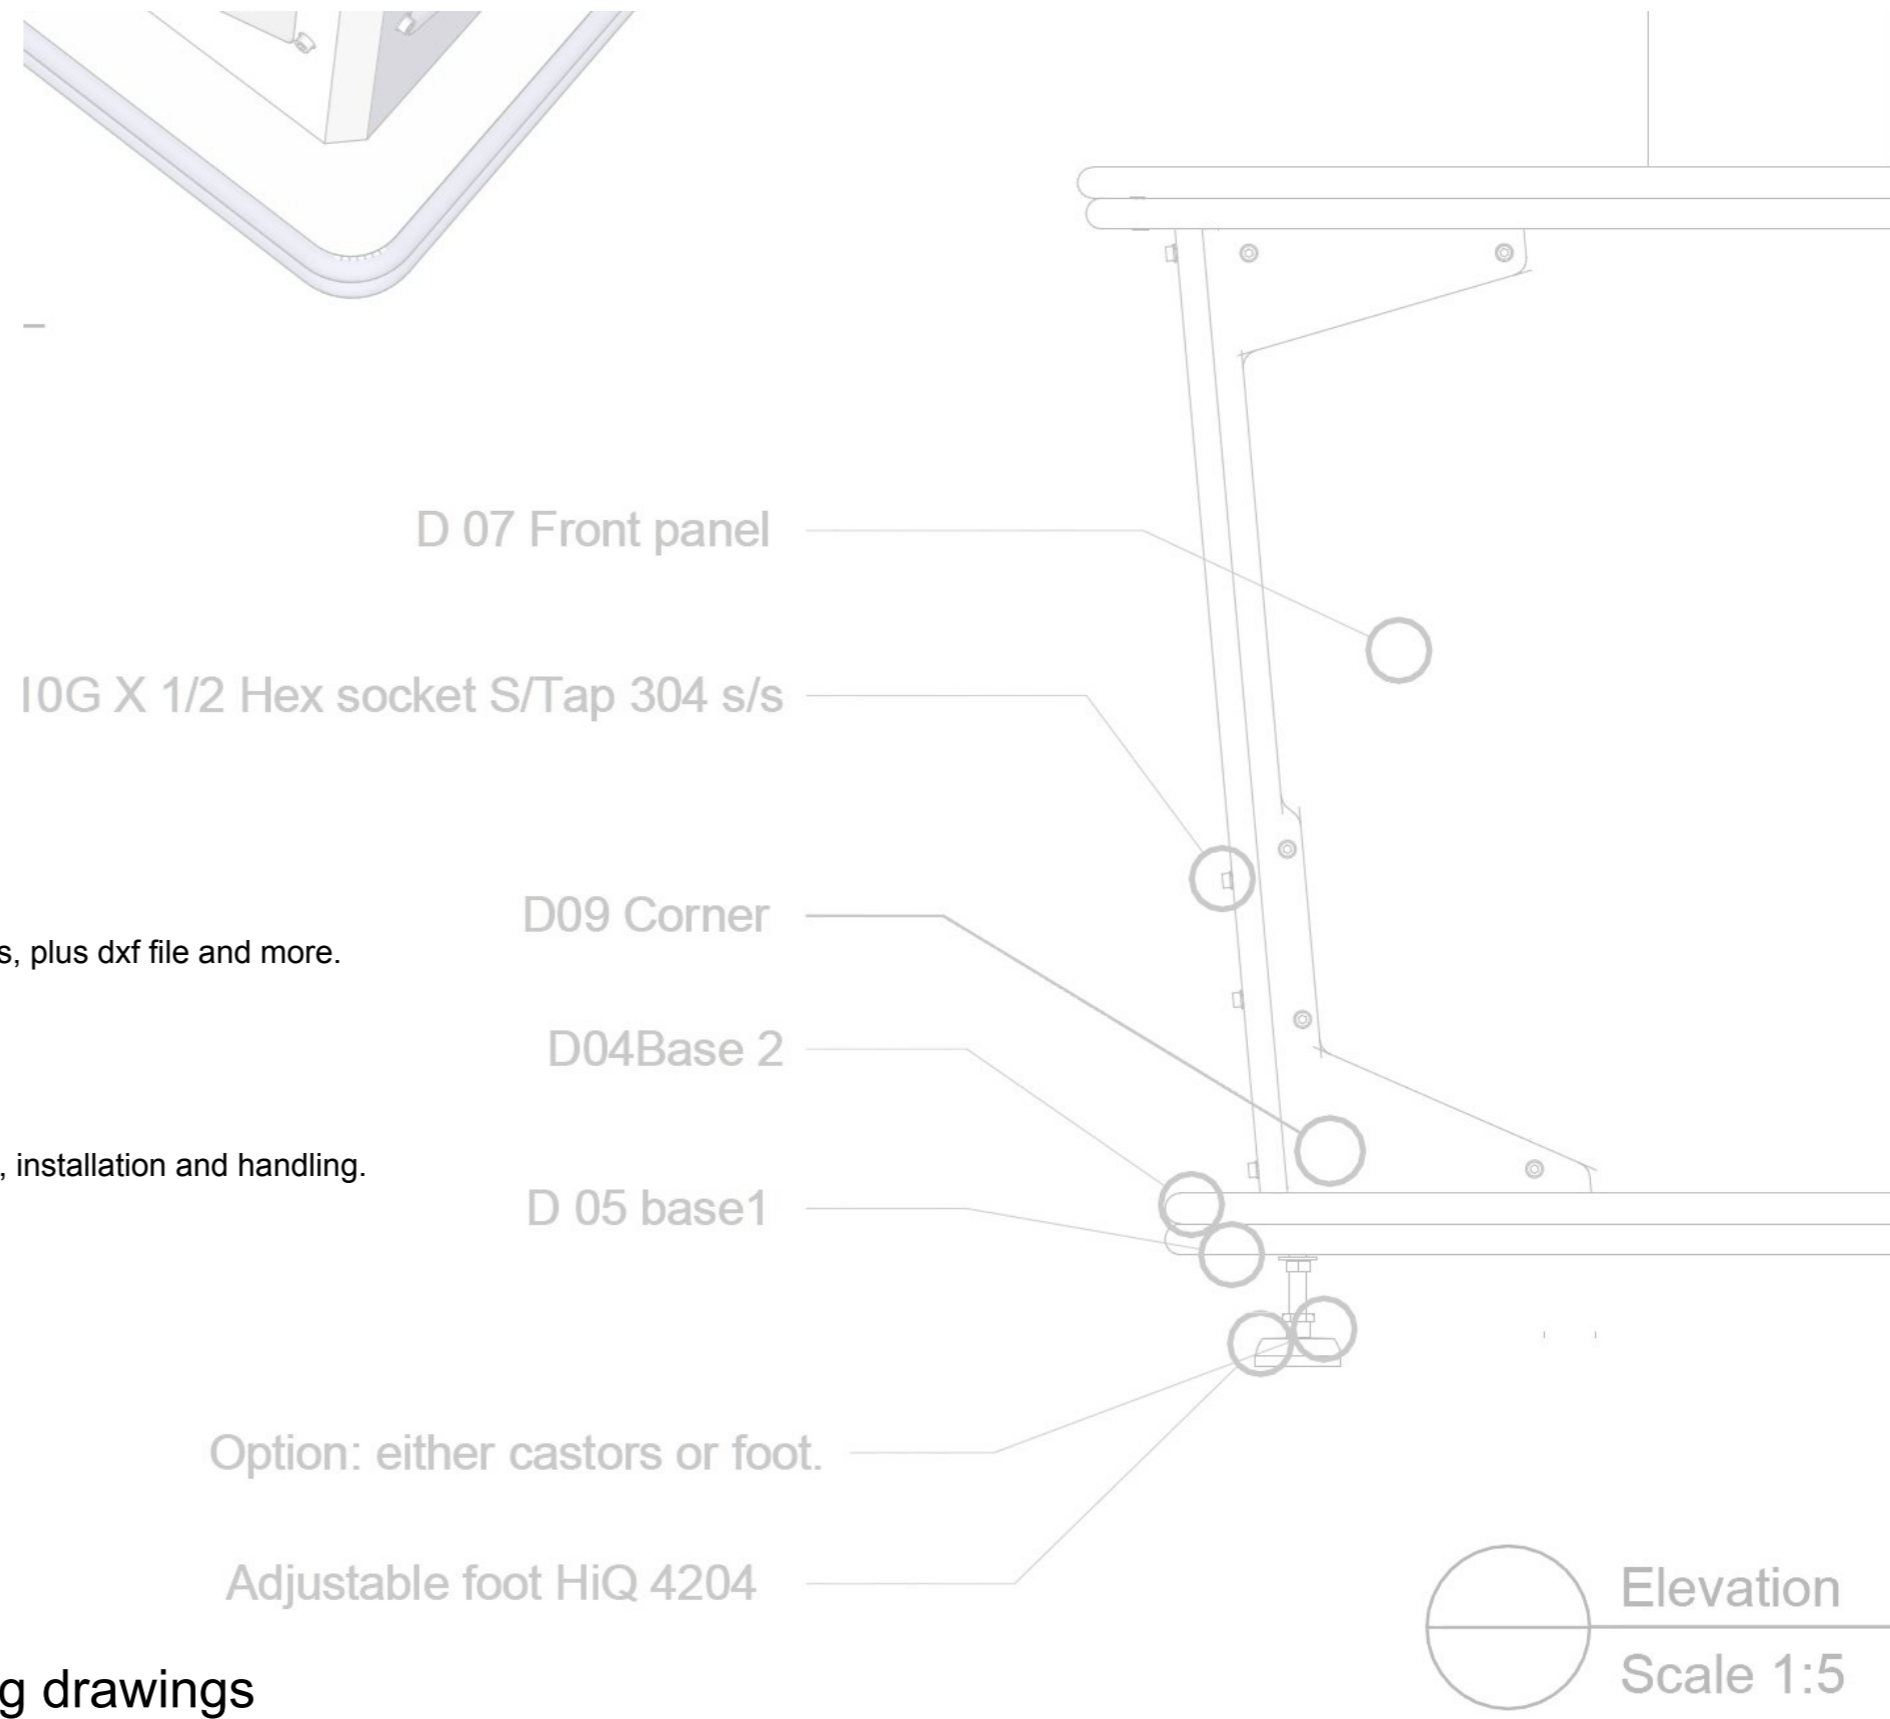 D 07 Front panel
10G X 1/2 Hex socket S/Tap 304 s/s
D09 Corner
s, plus dxf file and more.
D04Base 2
, installation and handling.
D 05 base1
Option: either castors or foot.
Adjustable foot HiQ 4204
Elevation
Scale 1:5
g drawings